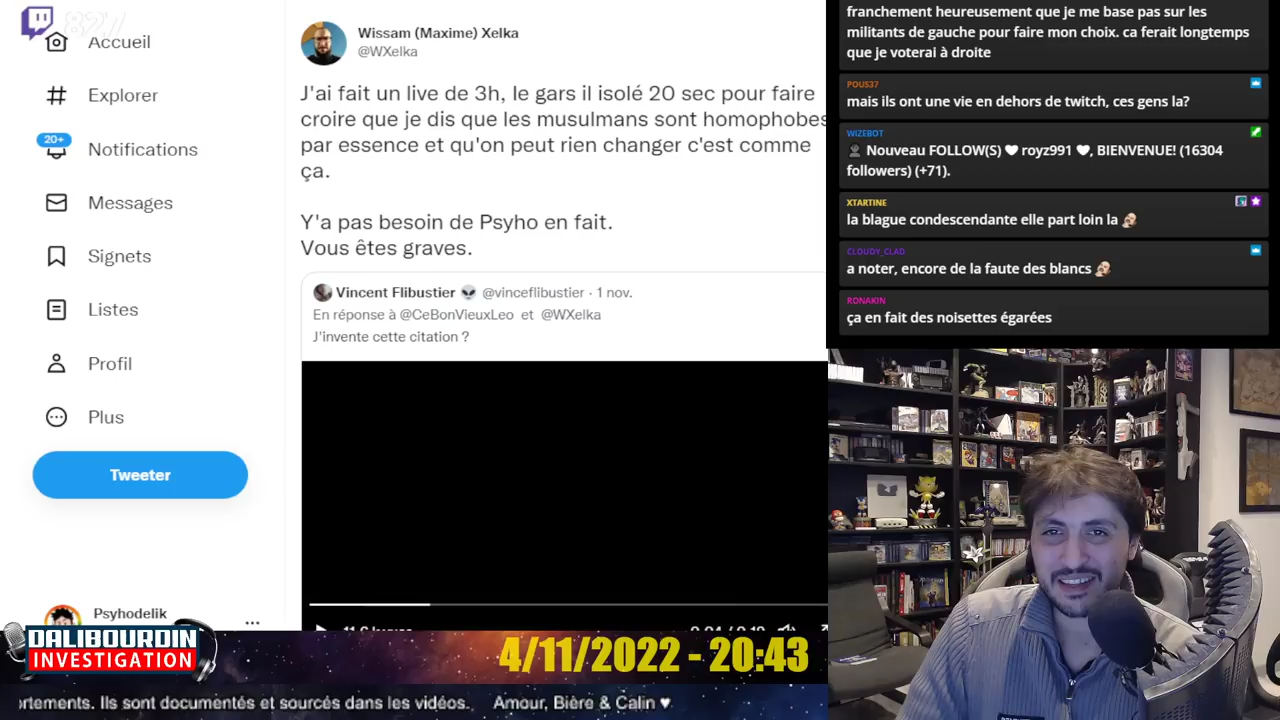 827
Accueil
Explorer
20+
Notifications
Messages
Signets
Listes
Profil
Plus
Tweeter
Psyhodelik
Wissam (Maxime) Xelka
@WXelka
J'ai fait un live de 3h, le gars il isolé 20 sec pour faire
croire que je dis que les musulmans sont homophobes
par essence et qu'on peut rien changer c'est comme
ça.
Y'a pas besoin de Psyho en fait.
Vous êtes graves.
Vincent Flibustier 👽 @vinceflibustier · 1 nov.
En réponse à @CeBonVieuxLeo et @WXelka
J'invente cette citation ?
franchement heureusement que je me base pas sur les
militants de gauche pour faire mon choix. ca ferait longtemps
que je voterai à droite
POUS37
mais ils ont une vie en dehors de twitch, ces gens la?
WIZEBOT
Nouveau FOLLOW(S) ♥ royz991 ♥, BIENVENUE! (16304
followers) (+71).
XTARTINE
la blague condescendante elle part loin la
CLOUDY_CLAD
a noter, encore de la faute des blancs
RONAKIN
ça en fait des noisettes égarées
DALIBOURDIN
INVESTIGATION
4/11/2022 - 20:43
rtements. Ils sont documentés et sourcés dans les vidéos. Amour, Bière & Calin ♥